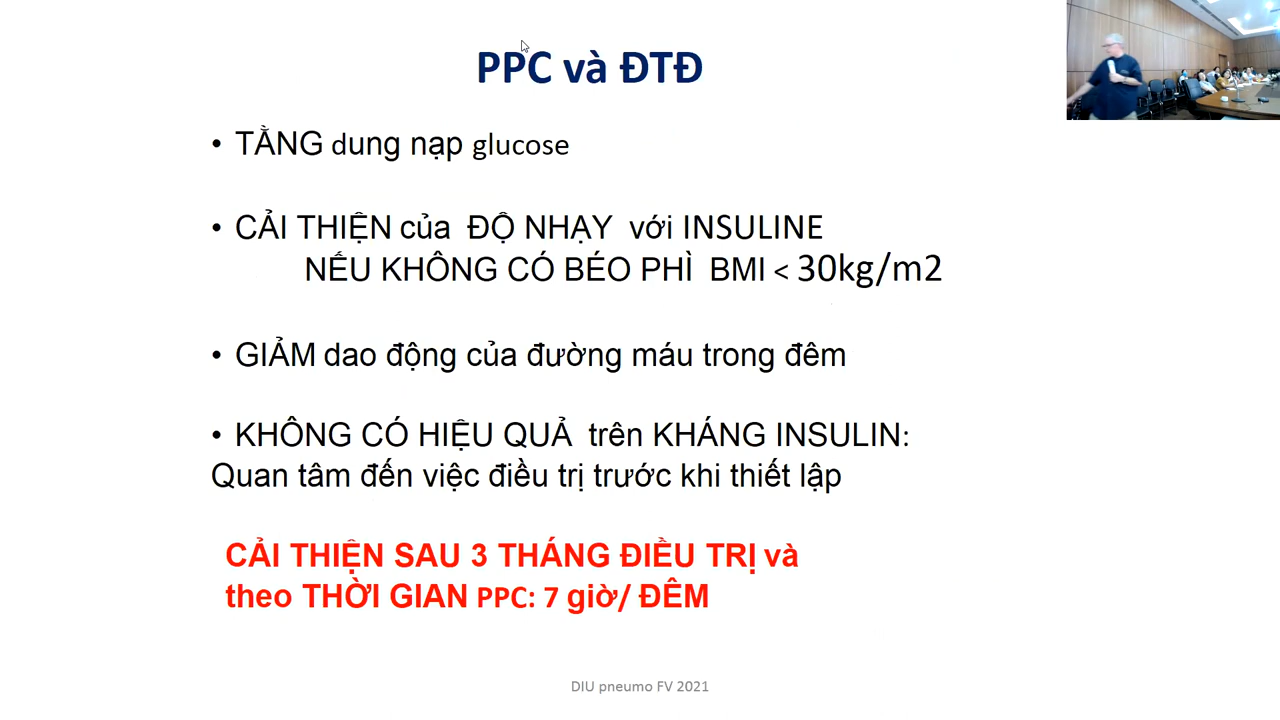 PPC và ĐTĐ
• TẰNG dung nạp glucose
• CẢI THIỆN của ĐỘ NHẠY với INSULINE
NẾU KHÔNG CÓ BÉO PHÌ BMI < 30kg/m2
• GIẢM dao động của đường máu trong đêm
• KHÔNG CÓ HIỆU QUẢ trên KHÁNG INSULIN:
Quan tâm đến việc điều trị trước khi thiết lập
CẢI THIỆN SAU 3 THÁNG ĐIỀU TRỊ và
theo THỜI GIAN PPC: 7 giờ/ ĐÊM
DIU pneumo FV 2021